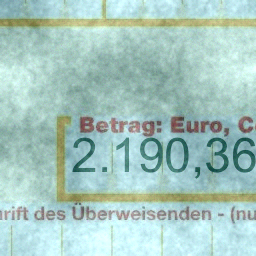 Betrag: Euro, C
2.190,36
rift des Überweisenden - (nu